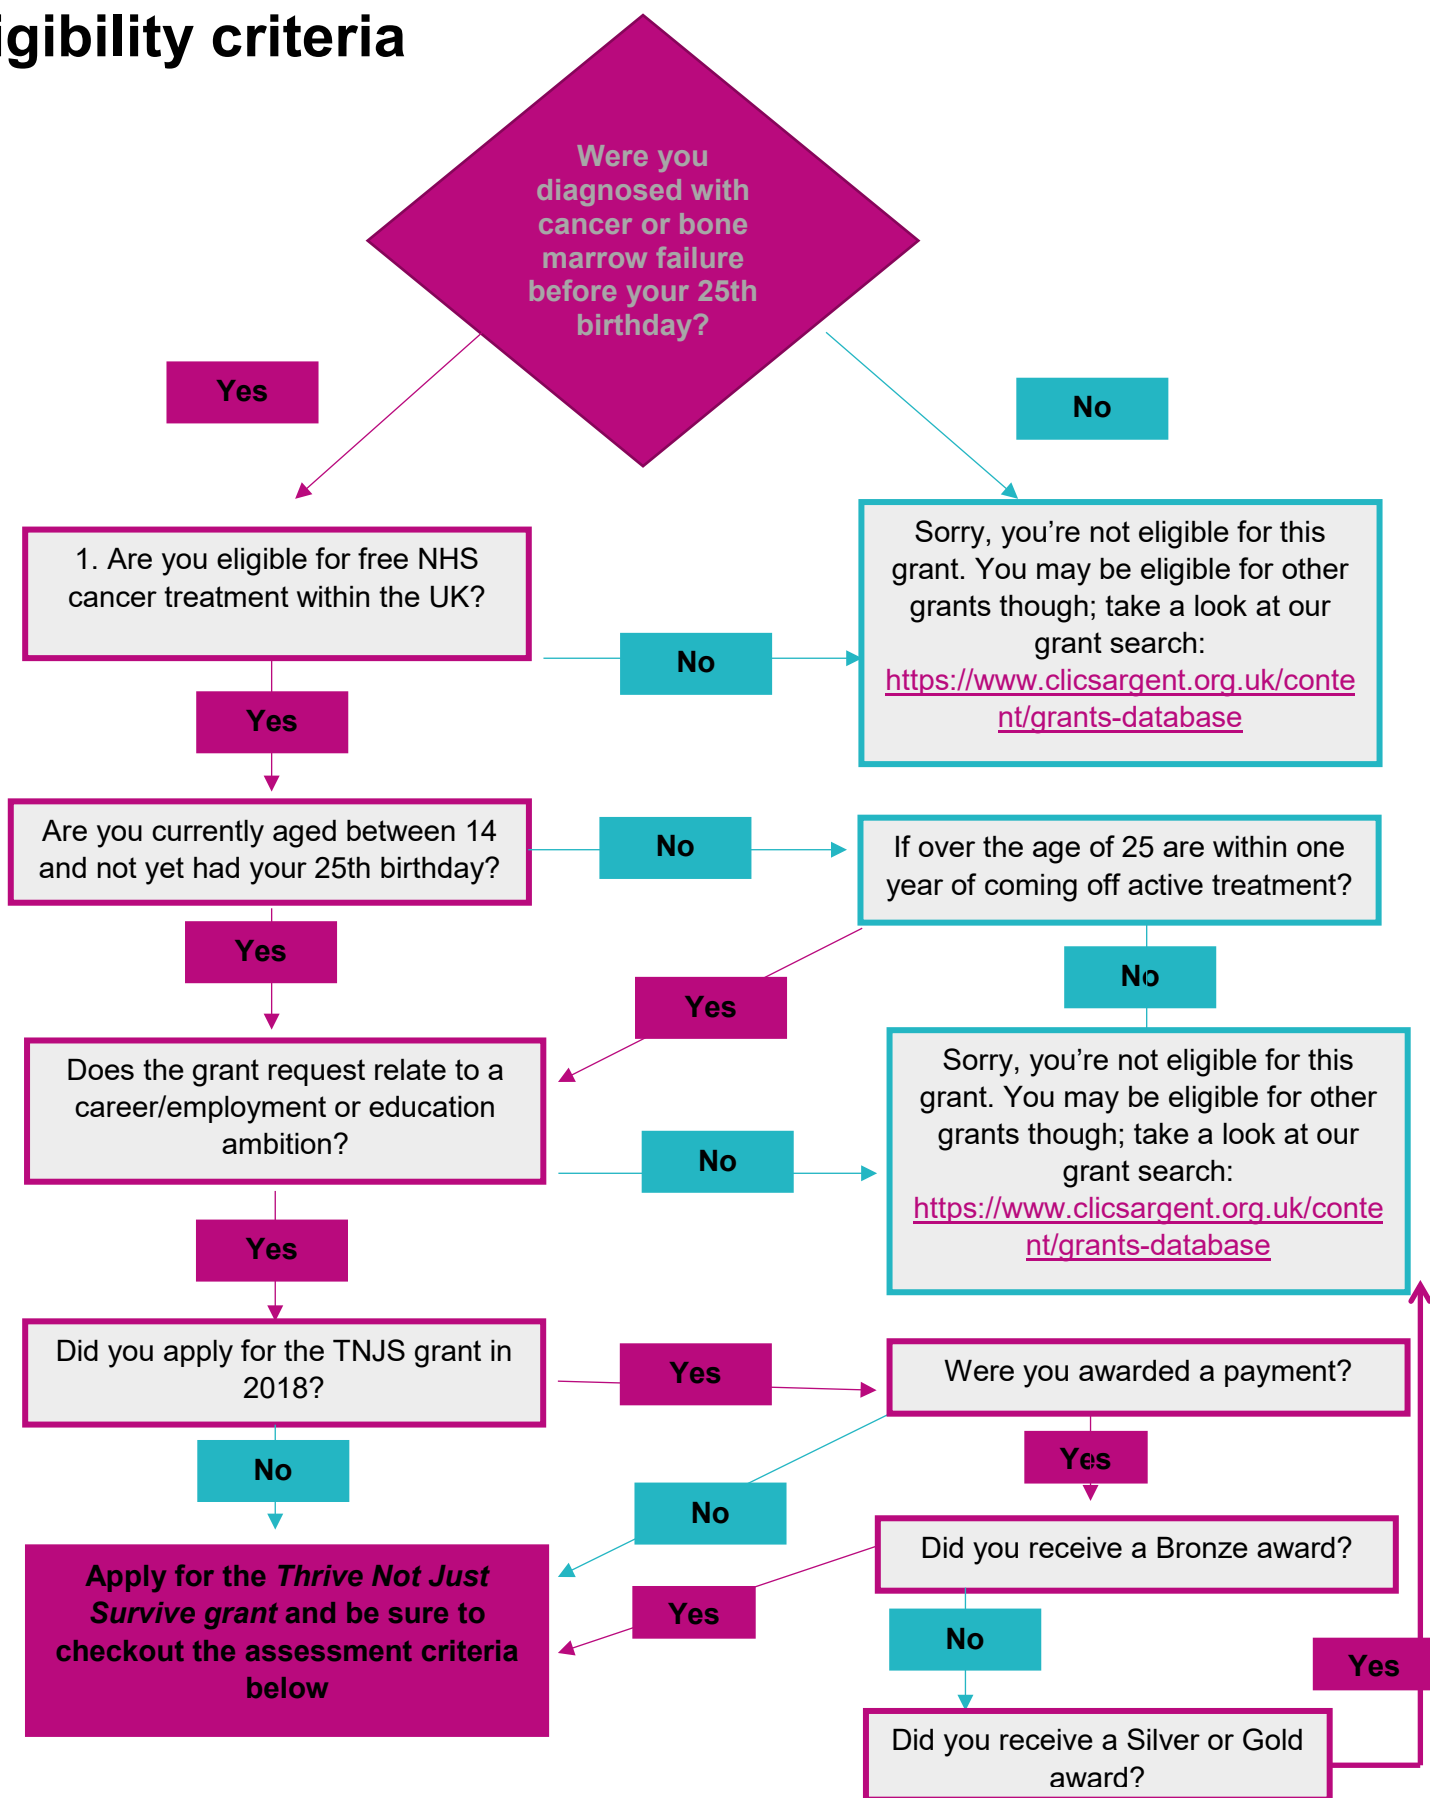 igibility criteria
Were you
diagnosed with
cancer or bone
marrow failure
before your 25th
birthday?
Yes
No
1. Are you eligible for free NHS
cancer treatment within the UK?
No
Sorry, you’re not eligible for this
grant. You may be eligible for other
grants though; take a look at our
grant search:
https://www.clicsargent.org.uk/conte
nt/grants-database
Yes
Are you currently aged between 14
and not yet had your 25th birthday?
No
If over the age of 25 are within one
year of coming off active treatment?
Yes
No
Yes
Does the grant request relate to a
career/employment or education
ambition?
No
Sorry, you’re not eligible for this
grant. You may be eligible for other
grants though; take a look at our
grant search:
https://www.clicsargent.org.uk/conte
nt/grants-database
Yes
Did you apply for the TNJS grant in
2018?
Yes
Were you awarded a payment?
No
Yes
No
Did you receive a Bronze award?
Apply for the Thrive Not Just
Survive grant and be sure to
checkout the assessment criteria
below
Yes
No
Yes
Did you receive a Silver or Gold
award?